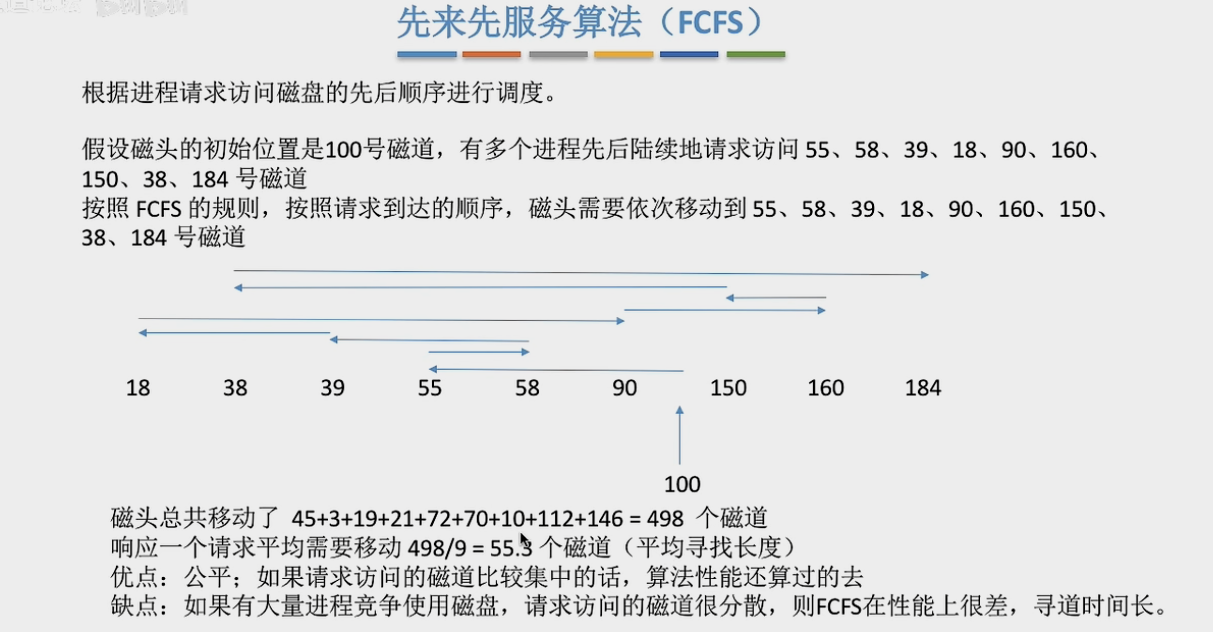 先来先服务算法（FCFS）
根据进程请求访问磁盘的先后顺序进行调度。
假设磁头的初始位置是100号磁道，有多个进程先后陆续地请求访问 55、58、39、18、90、160、
150、38、184 号磁道
按照 FCFS 的规则，按照请求到达的顺序，磁头需要依次移动到 55、58、39、18、90、160、150、
38、184 号磁道
18 38 39 55 58 90 150 160 184
100
磁头总共移动了 45+3+19+21+72+70+10+112+146 = 498 个磁道
响应一个请求平均需要移动 498/9 = 55.3 个磁道（平均寻找长度）
优点：公平；如果请求访问的磁道比较集中的话，算法性能还算过的去
缺点：如果有大量进程竞争使用磁盘，请求访问的磁道很分散，则FCFS在性能上很差，寻道时间长。